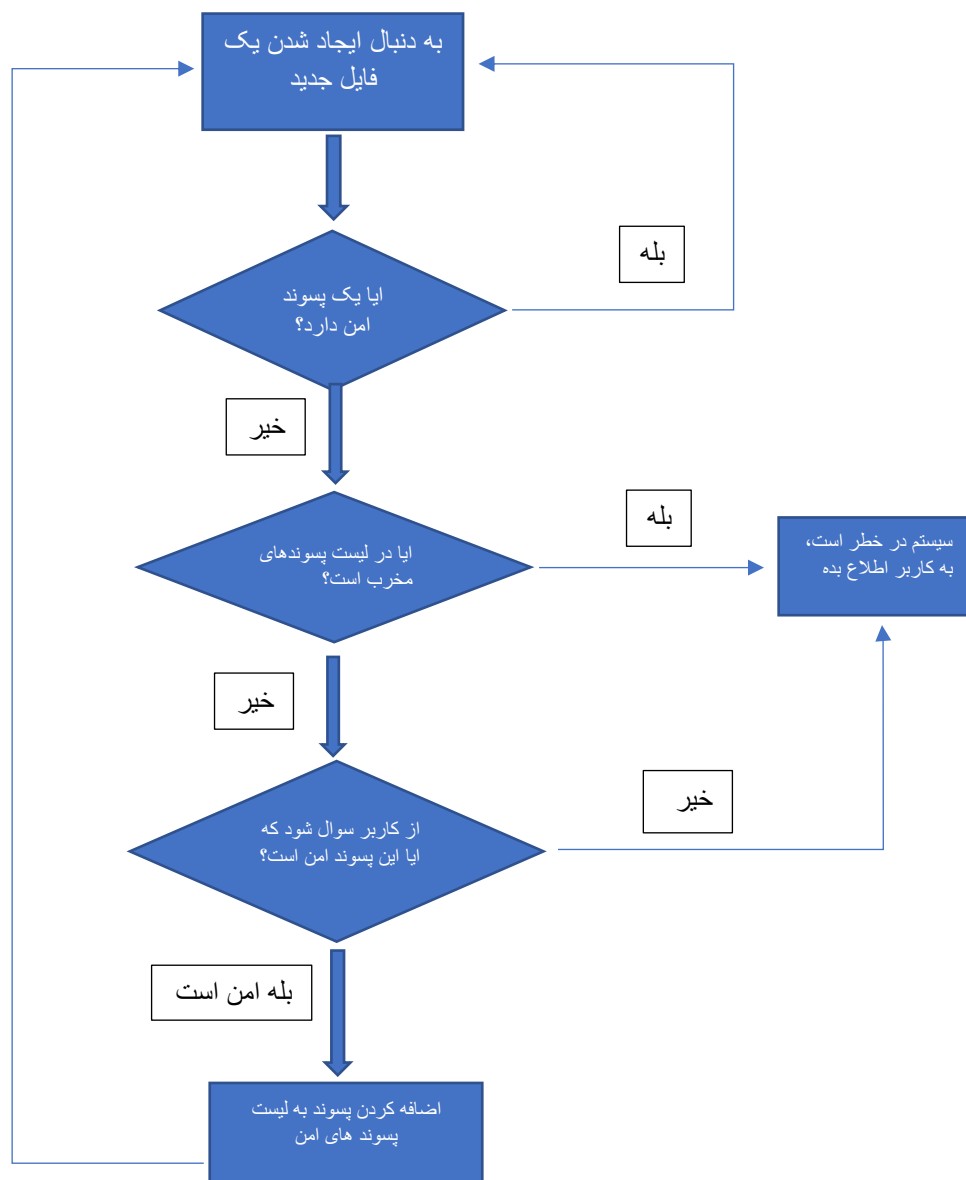 به دنبال ایجاد شدن یک
فایل جدید
بله
ایا یک پسوند
امن دارد؟
خیر
بله
سیستم در خطر است،
به کاربر اطلاع بده
ایا در لیست پسوندهای
مخرب است؟
خیر
خیر
از کاربر سوال شود که
ایا این پسوند امن است؟
بله امن است
اضافه کردن پسوند به لیست
پسوند های امن